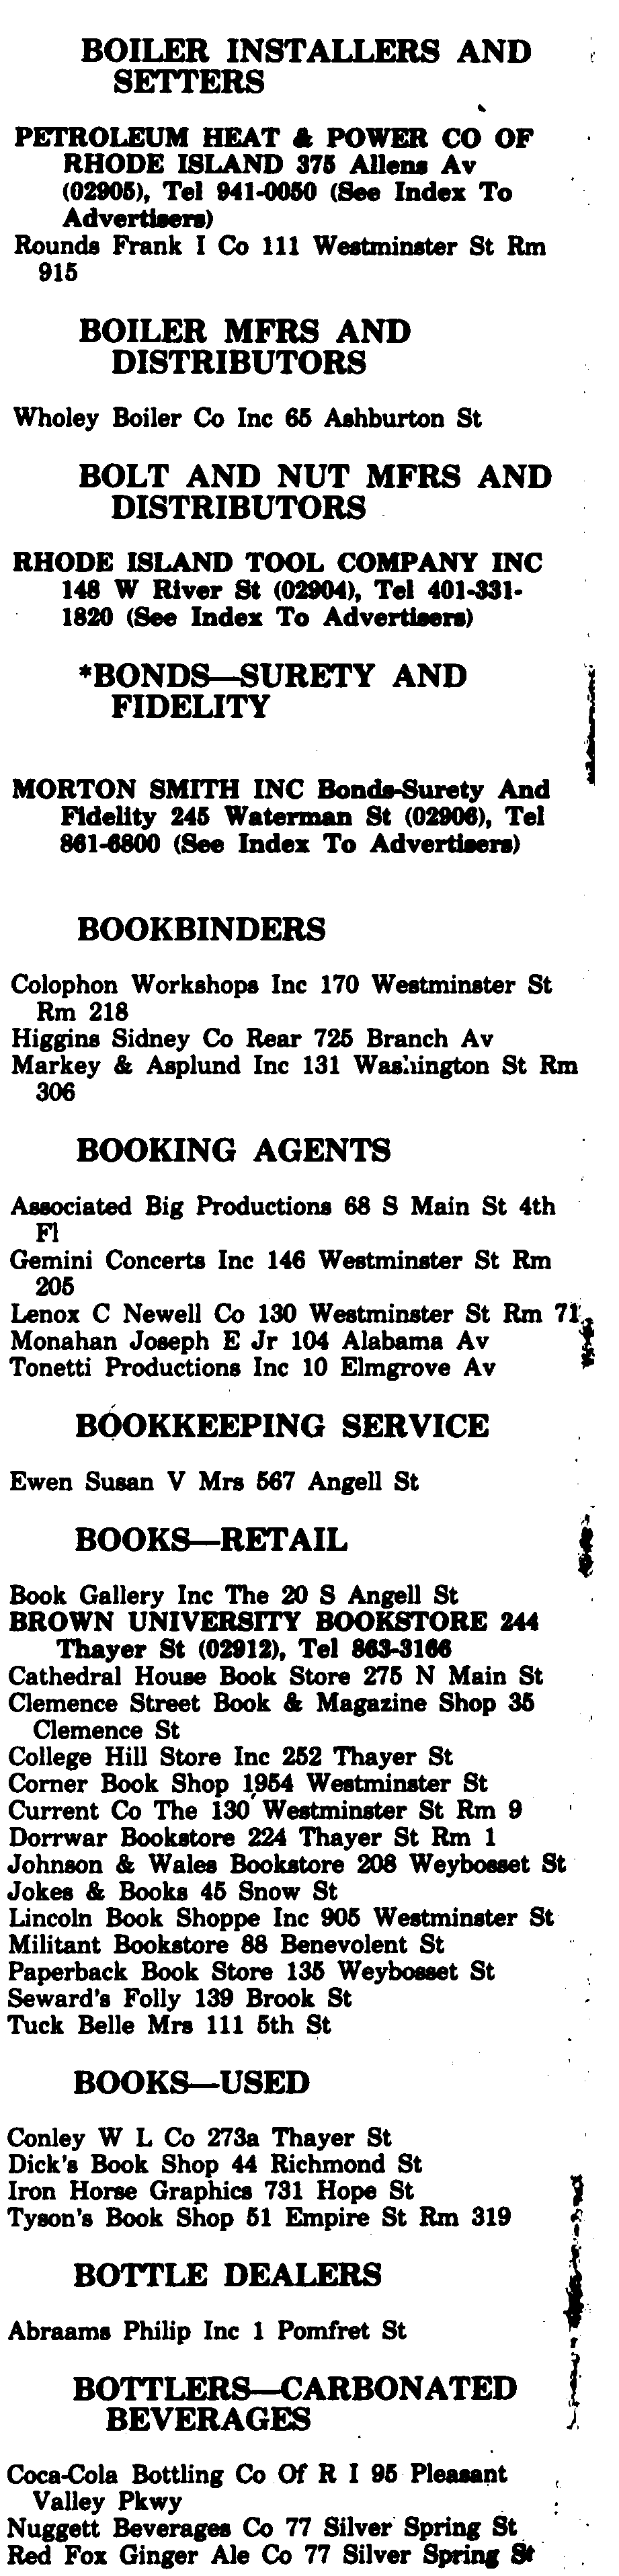 BOILER INSTALLERS AND
SETTERS
PETROLEUM HEAT & POWER CO OF
RHODE ISLAND 375 Allens Av
(02905), Tel 941-0050 (See Index To
Advertisers)
Rounds Frank I Co 111 Westminster St Rm
915
BOILER MFRS AND
DISTRIBUTORS
Wholey Boiler Co Inc 65 Ashburton St
BOLT AND NUT MFRS AND
DISTRIBUTORS
RHODE ISLAND TOOL COMPANY INC
148 W River St (02904), Tel 401-331-
1820 (See Index To Advertisers)
*BONDS—SURETY AND
FIDELITY
MORTON SMITH INC Bonds-Surety And
Fidelity 245 Waterman St (02906), Tel
861-6800 (See Index To Advertisers)
BOOKBINDERS
Colophon Workshops Inc 170 Westminster St
Rm 218
Higgins Sidney Co Rear 725 Branch Av
Markey & Asplund Inc 131 Washington St Rm
306
BOOKING AGENTS
Associated Big Productions 68 S Main St 4th
Fl
Gemini Concerts Inc 146 Westminster St Rm
205
Lenox C Newell Co 130 Westminster St Rm
Monahan Joseph E Jr 104 Alabama Av
Tonetti Productions Inc 10 Elmgrove Av
BOOKKEEPING SERVICE
Ewen Susan V Mrs 567 Angell St
BOOKS—RETAIL
Book Gallery Inc The 20 S Angell St
BROWN UNIVERSITY BOOKSTORE 244
Thayer St (02912), Tel 863-3166
Cathedral House Book Store 275 N Main St
Clemence Street Book & Magazine Shop 35
Clemence St
College Hill Store Inc 252 Thayer St
Corner Book Shop 1954 Westminster St
Current Co The 130 Westminster St Rm 9
Dorrwar Bookstore 224 Thayer St Rm 1
Johnson & Wales Bookstore 208 Weybosset St
Jokes & Books 45 Snow St
Lincoln Book Shoppe Inc 905 Westminster St
Militant Bookstore 88 Benevolent St
Paperback Book Store 135 Weybosset St
Seward's Folly 139 Brook St
Tuck Belle Mrs 111 5th St
BOOKS—USED
Conley W L Co 273a Thayer St
Dick's Book Shop 44 Richmond St
Iron Horse Graphics 731 Hope St
Tyson's Book Shop 51 Empire St Rm 319
BOTTLE DEALERS
Abraams Philip Inc 1 Pomfret St
BOTTLERS—CARBONATED
BEVERAGES
Coca-Cola Bottling Co Of R I 95 Pleasant
Valley Pkwy
Nuggett Beverages Co 77 Silver Spring St
Red Fox Ginger Ale Co 77 Silver Spring St